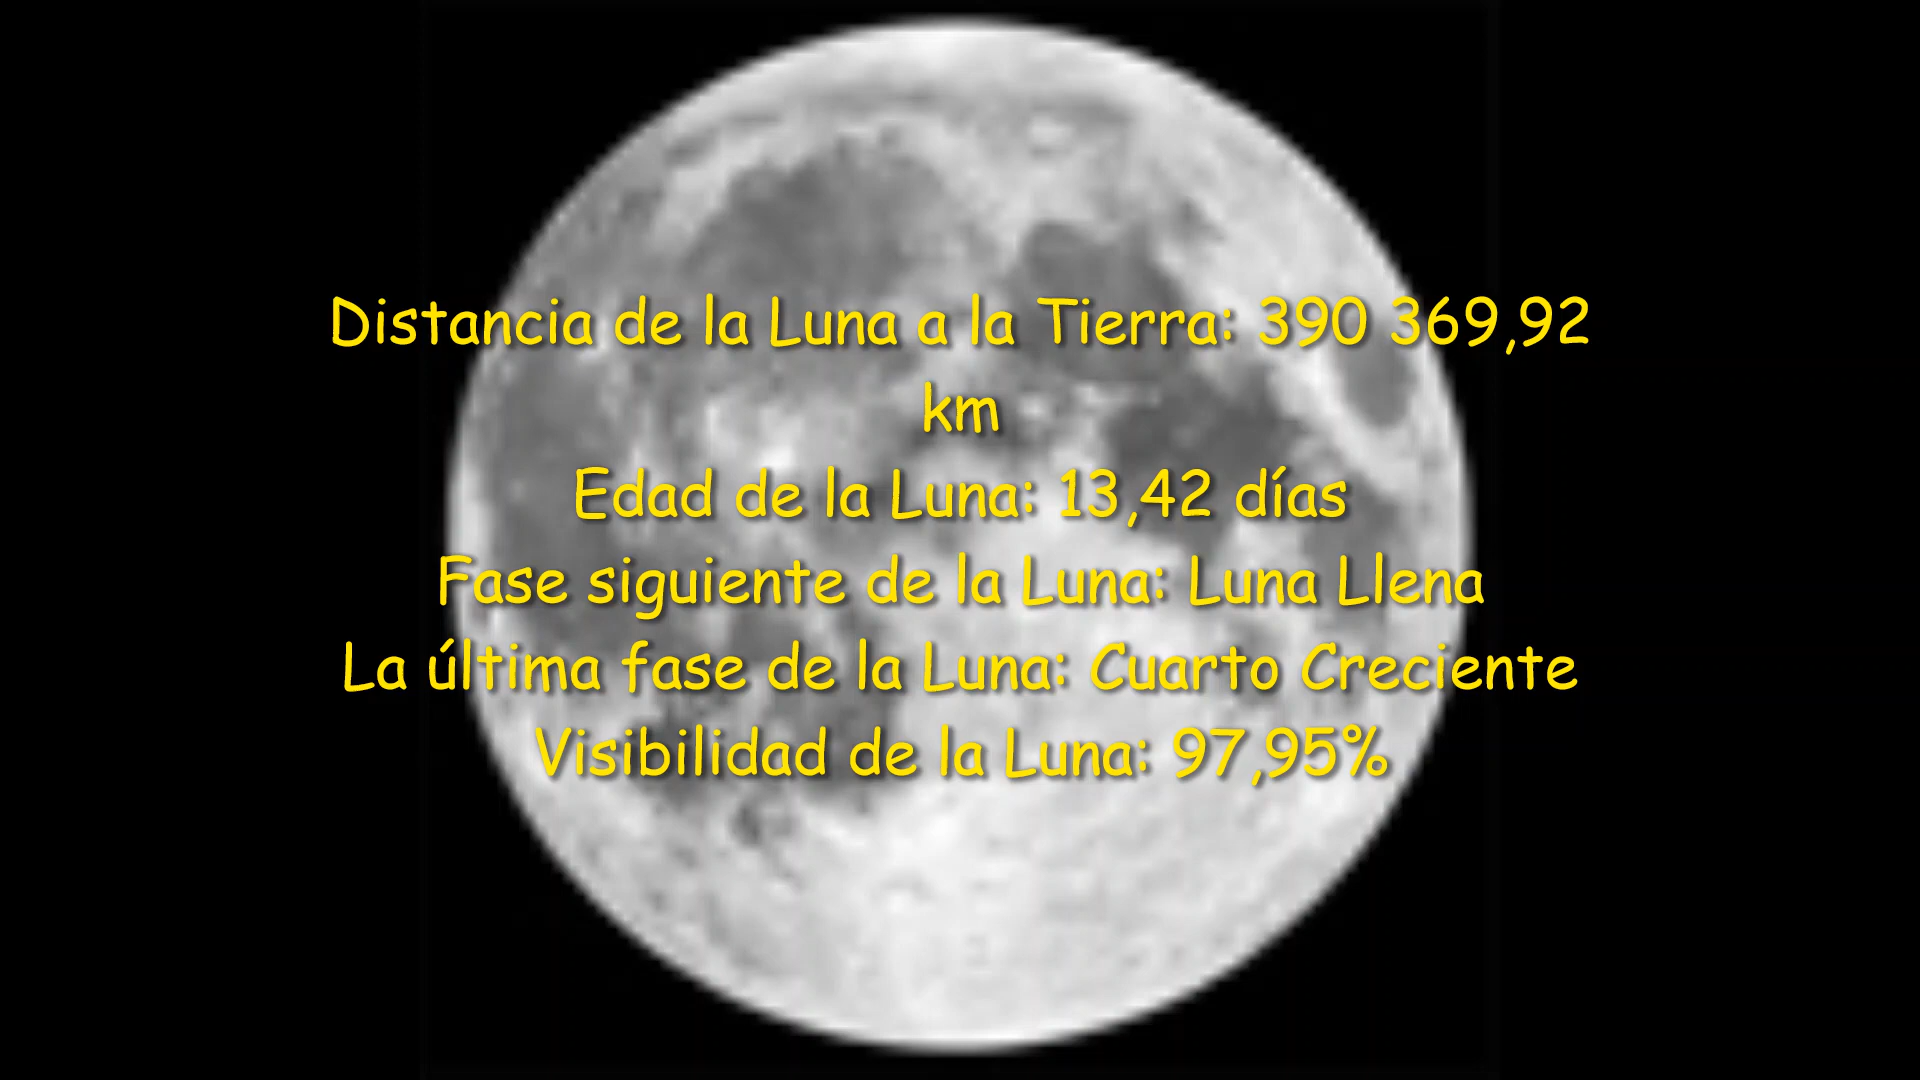 Distancia de la Luna a la Tierra: 390 369,92
km
Edad de la Luna: 13,42 días
Fase siguiente de la Luna: Luna Llena
La última fase de la Luna: Cuarto Creciente
Visibilidad de la Luna: 97,95%